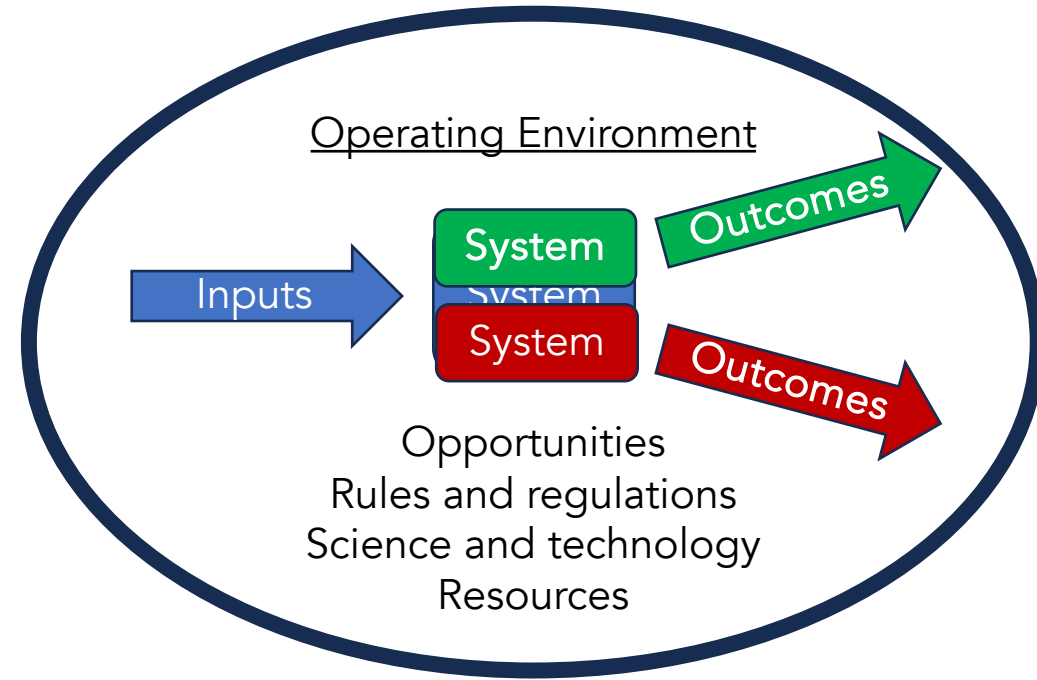 Operating Environment
Outcomes
System
Inputs
System
System
Outcomes
Opportunities
Rules and regulations
Science and technology
Resources